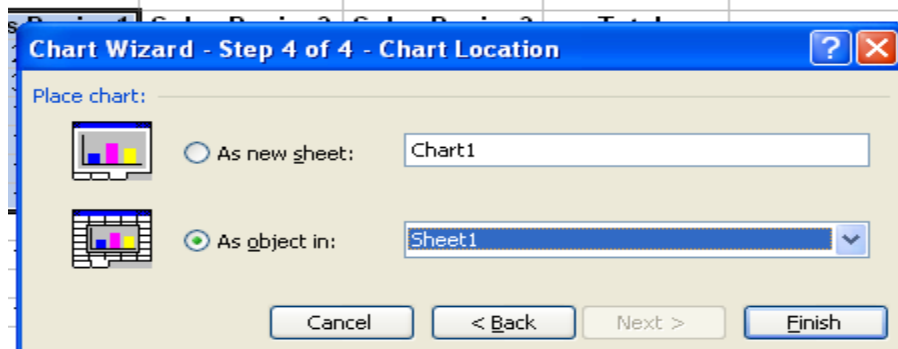 Chart Wizard - Step 4 of 4 - Chart Location
Place chart:
As new sheet: Chart1
As object in: Sheet1
Cancel < Back Next > Finish